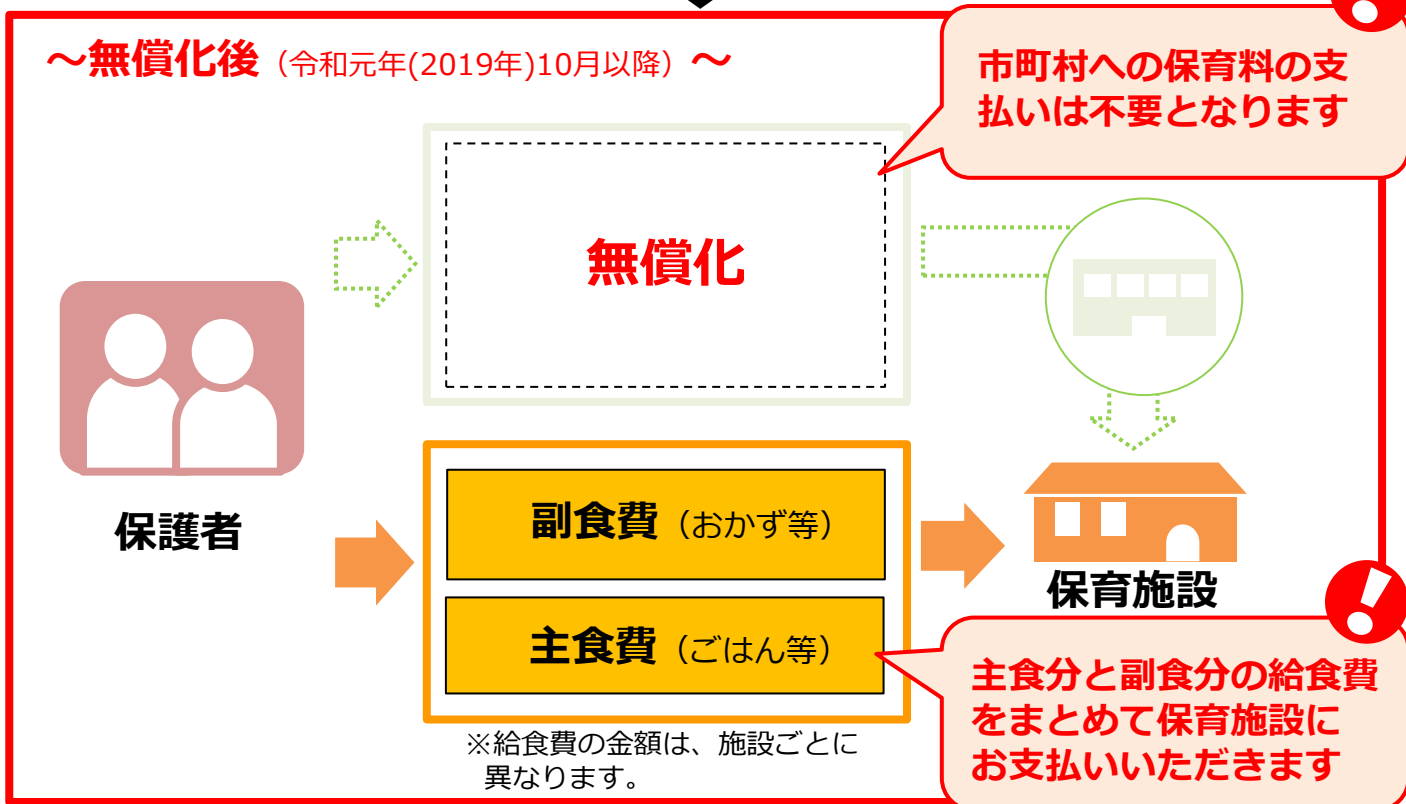 ～無償化後（令和元年(2019年)10月以降）～
市町村への保育料の支
払いは不要となります
無償化
保護者
副食費（おかず等）
主食費（ごはん等）
保育施設
※給食費の金額は、施設ごとに
異なります。
主食分と副食分の給食費
をまとめて保育施設に
お支払いいただきます